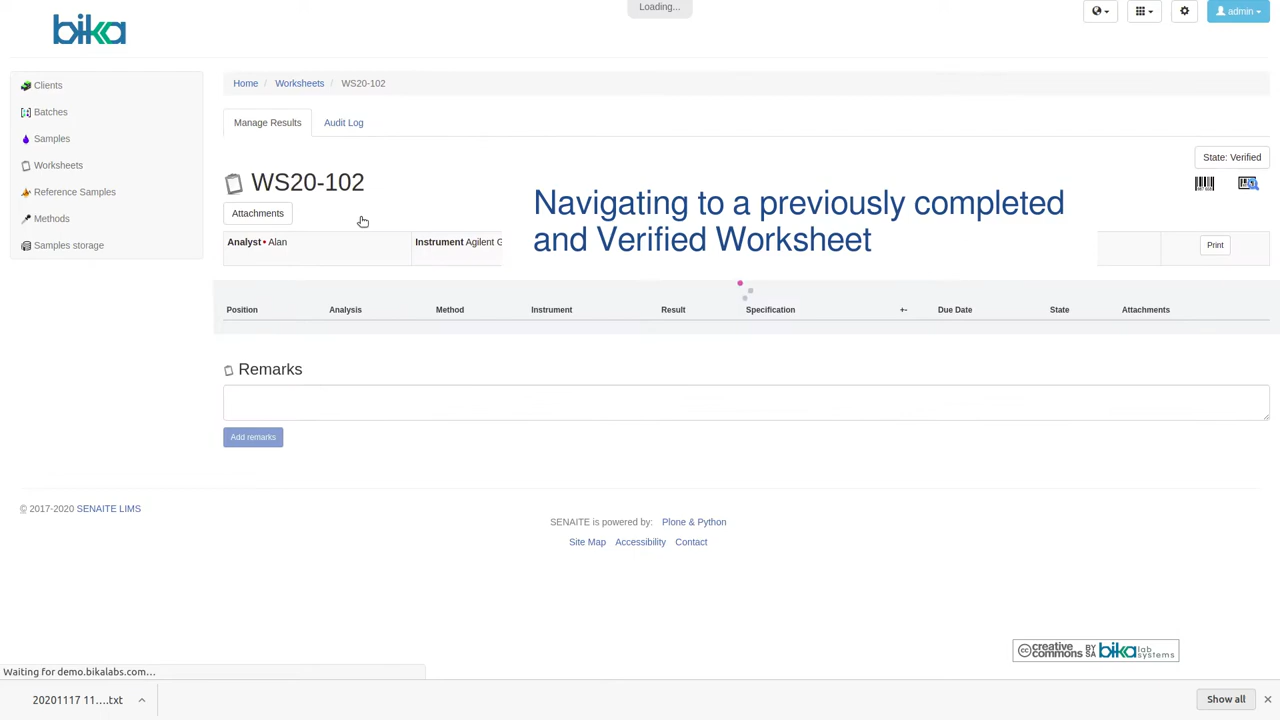 Loading...
bika
admin
Clients
Batches
Samples
Worksheets
Reference Samples
Methods
Samples storage
Home / Worksheets / WS20-102
Manage Results Audit Log
State: Verified
WS20-102
Attachments
Navigating to a previously completed
and Verified Worksheet
Analyst • Alan Instrument Agilent G Print
Position Analysis Method Instrument Result Specification +- Due Date State Attachments
Remarks
Add remarks
© 2017-2020 SENAITE LIMS
SENAITE is powered by: Plone & Python
Site Map Accessibility Contact
cc creative commons BY SA bika lab systems
Waiting for demo.bikalabs.com...
20201117 11....txt Show all